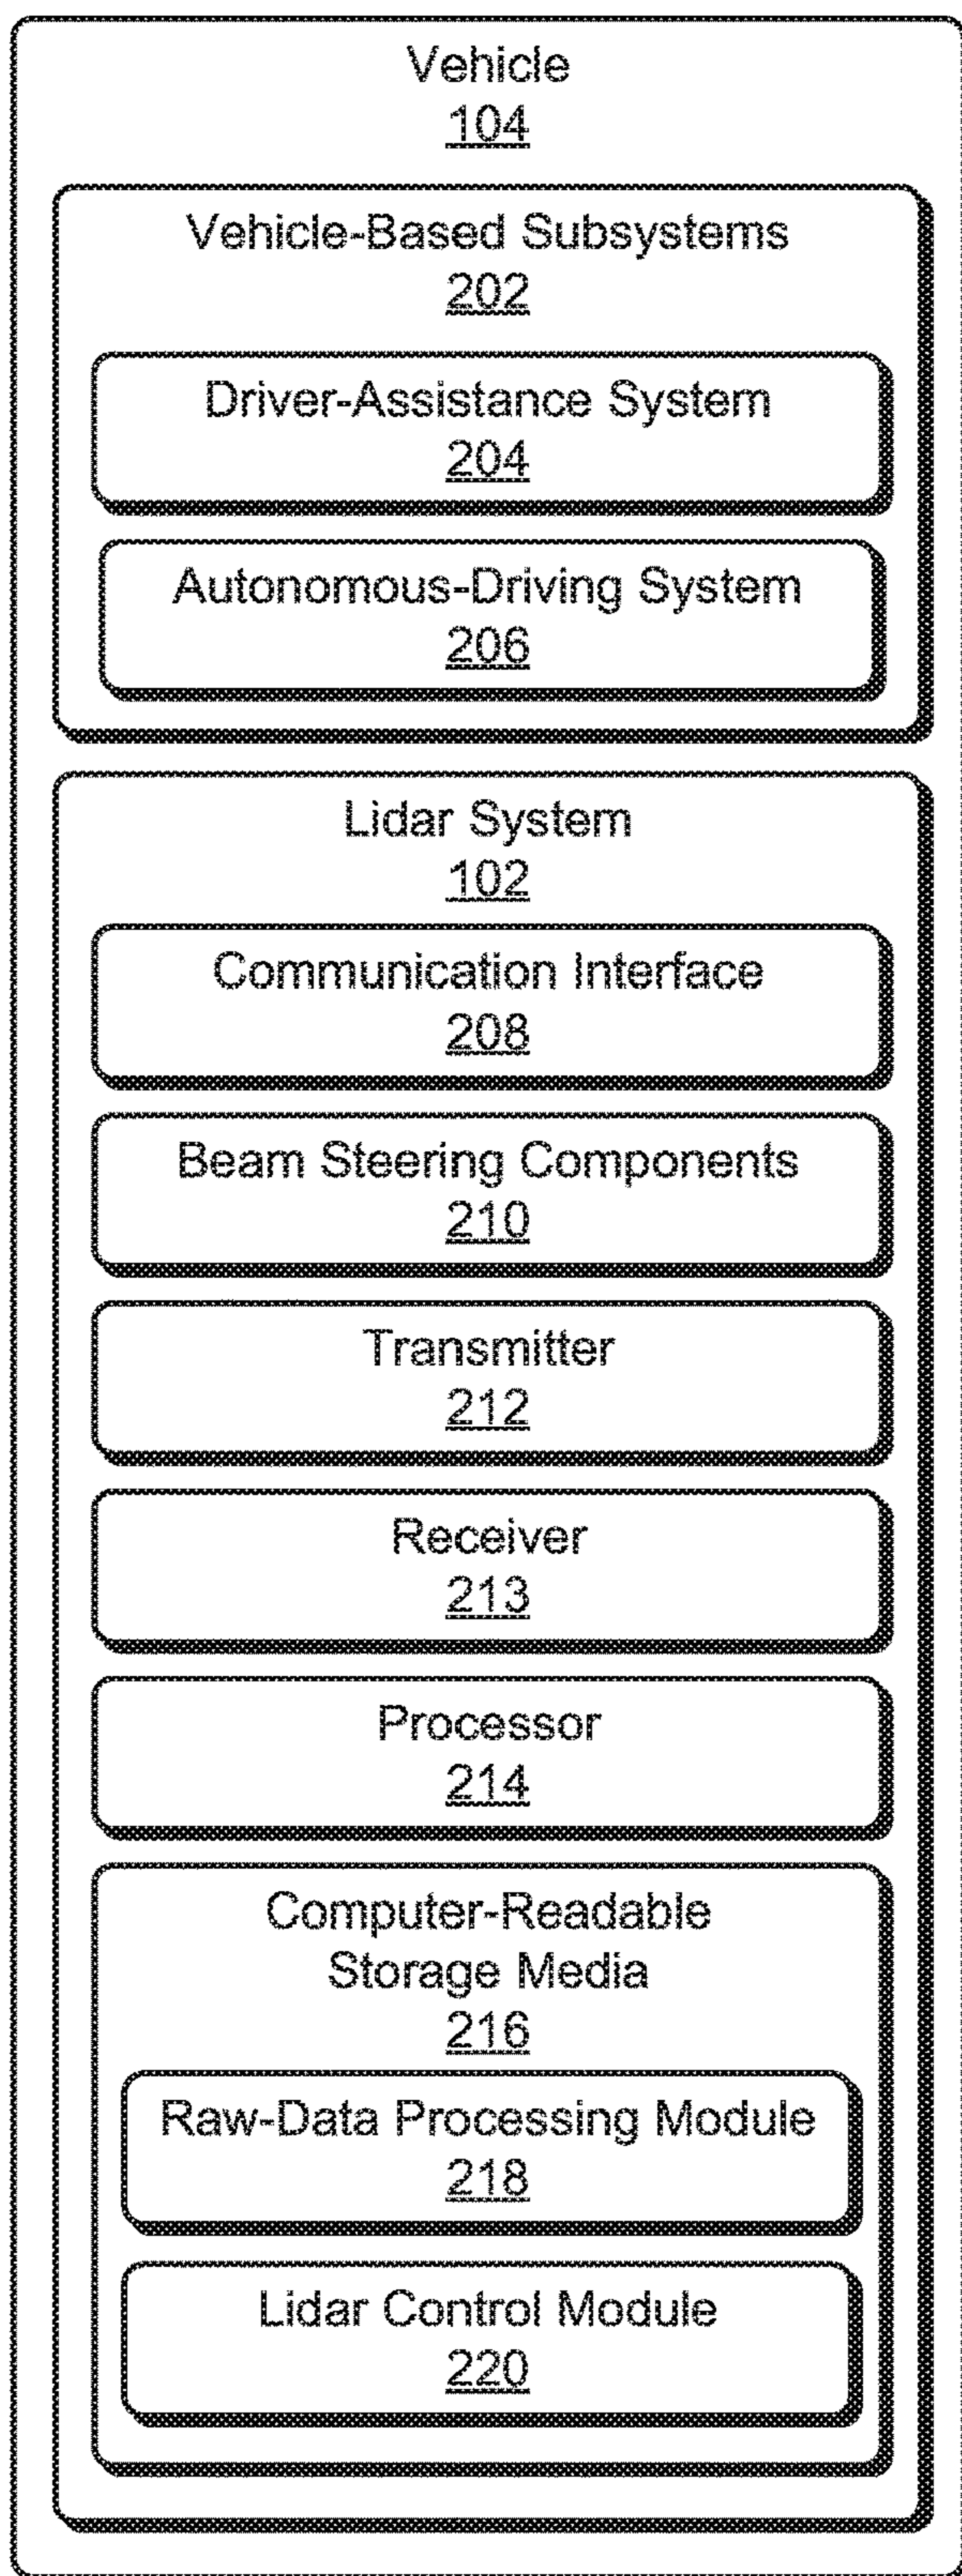 Vehicle
104
Vehicle-Based Subsystems
202
Driver-Assistance System
204
Autonomous-Driving System
206
Lidar System
102
Communication Interface
208
Beam Steering Components
210
Transmitter
212
Receiver
213
Processor
214
Computer-Readable
Storage Media
216
Raw-Data Processing Module
218
Lidar Control Module
220